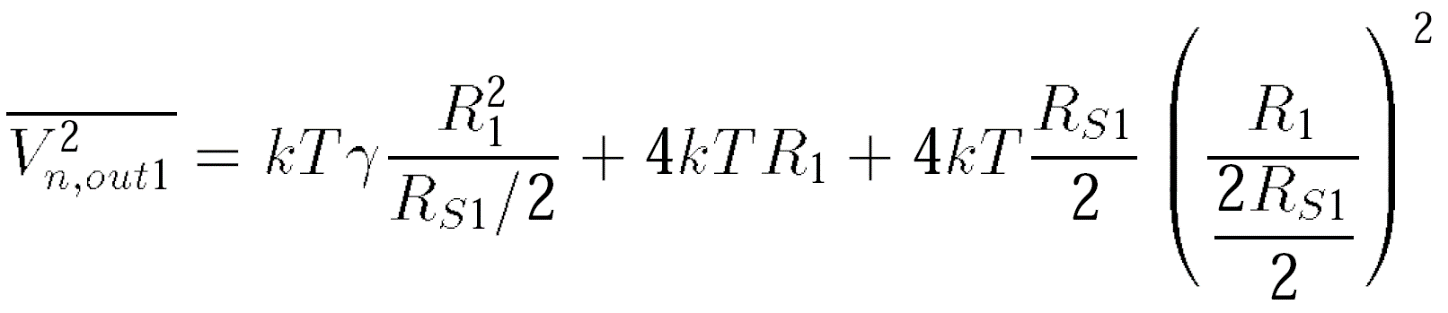 \overline{V_{n,out1}^2} = kT\gamma \frac{R_1^2}{R_{S1}/2} + 4kTR_1 + 4kT \frac{R_{S1}}{2} \left( \frac{R_1}{\frac{2R_{S1}}{2}} \right)^2